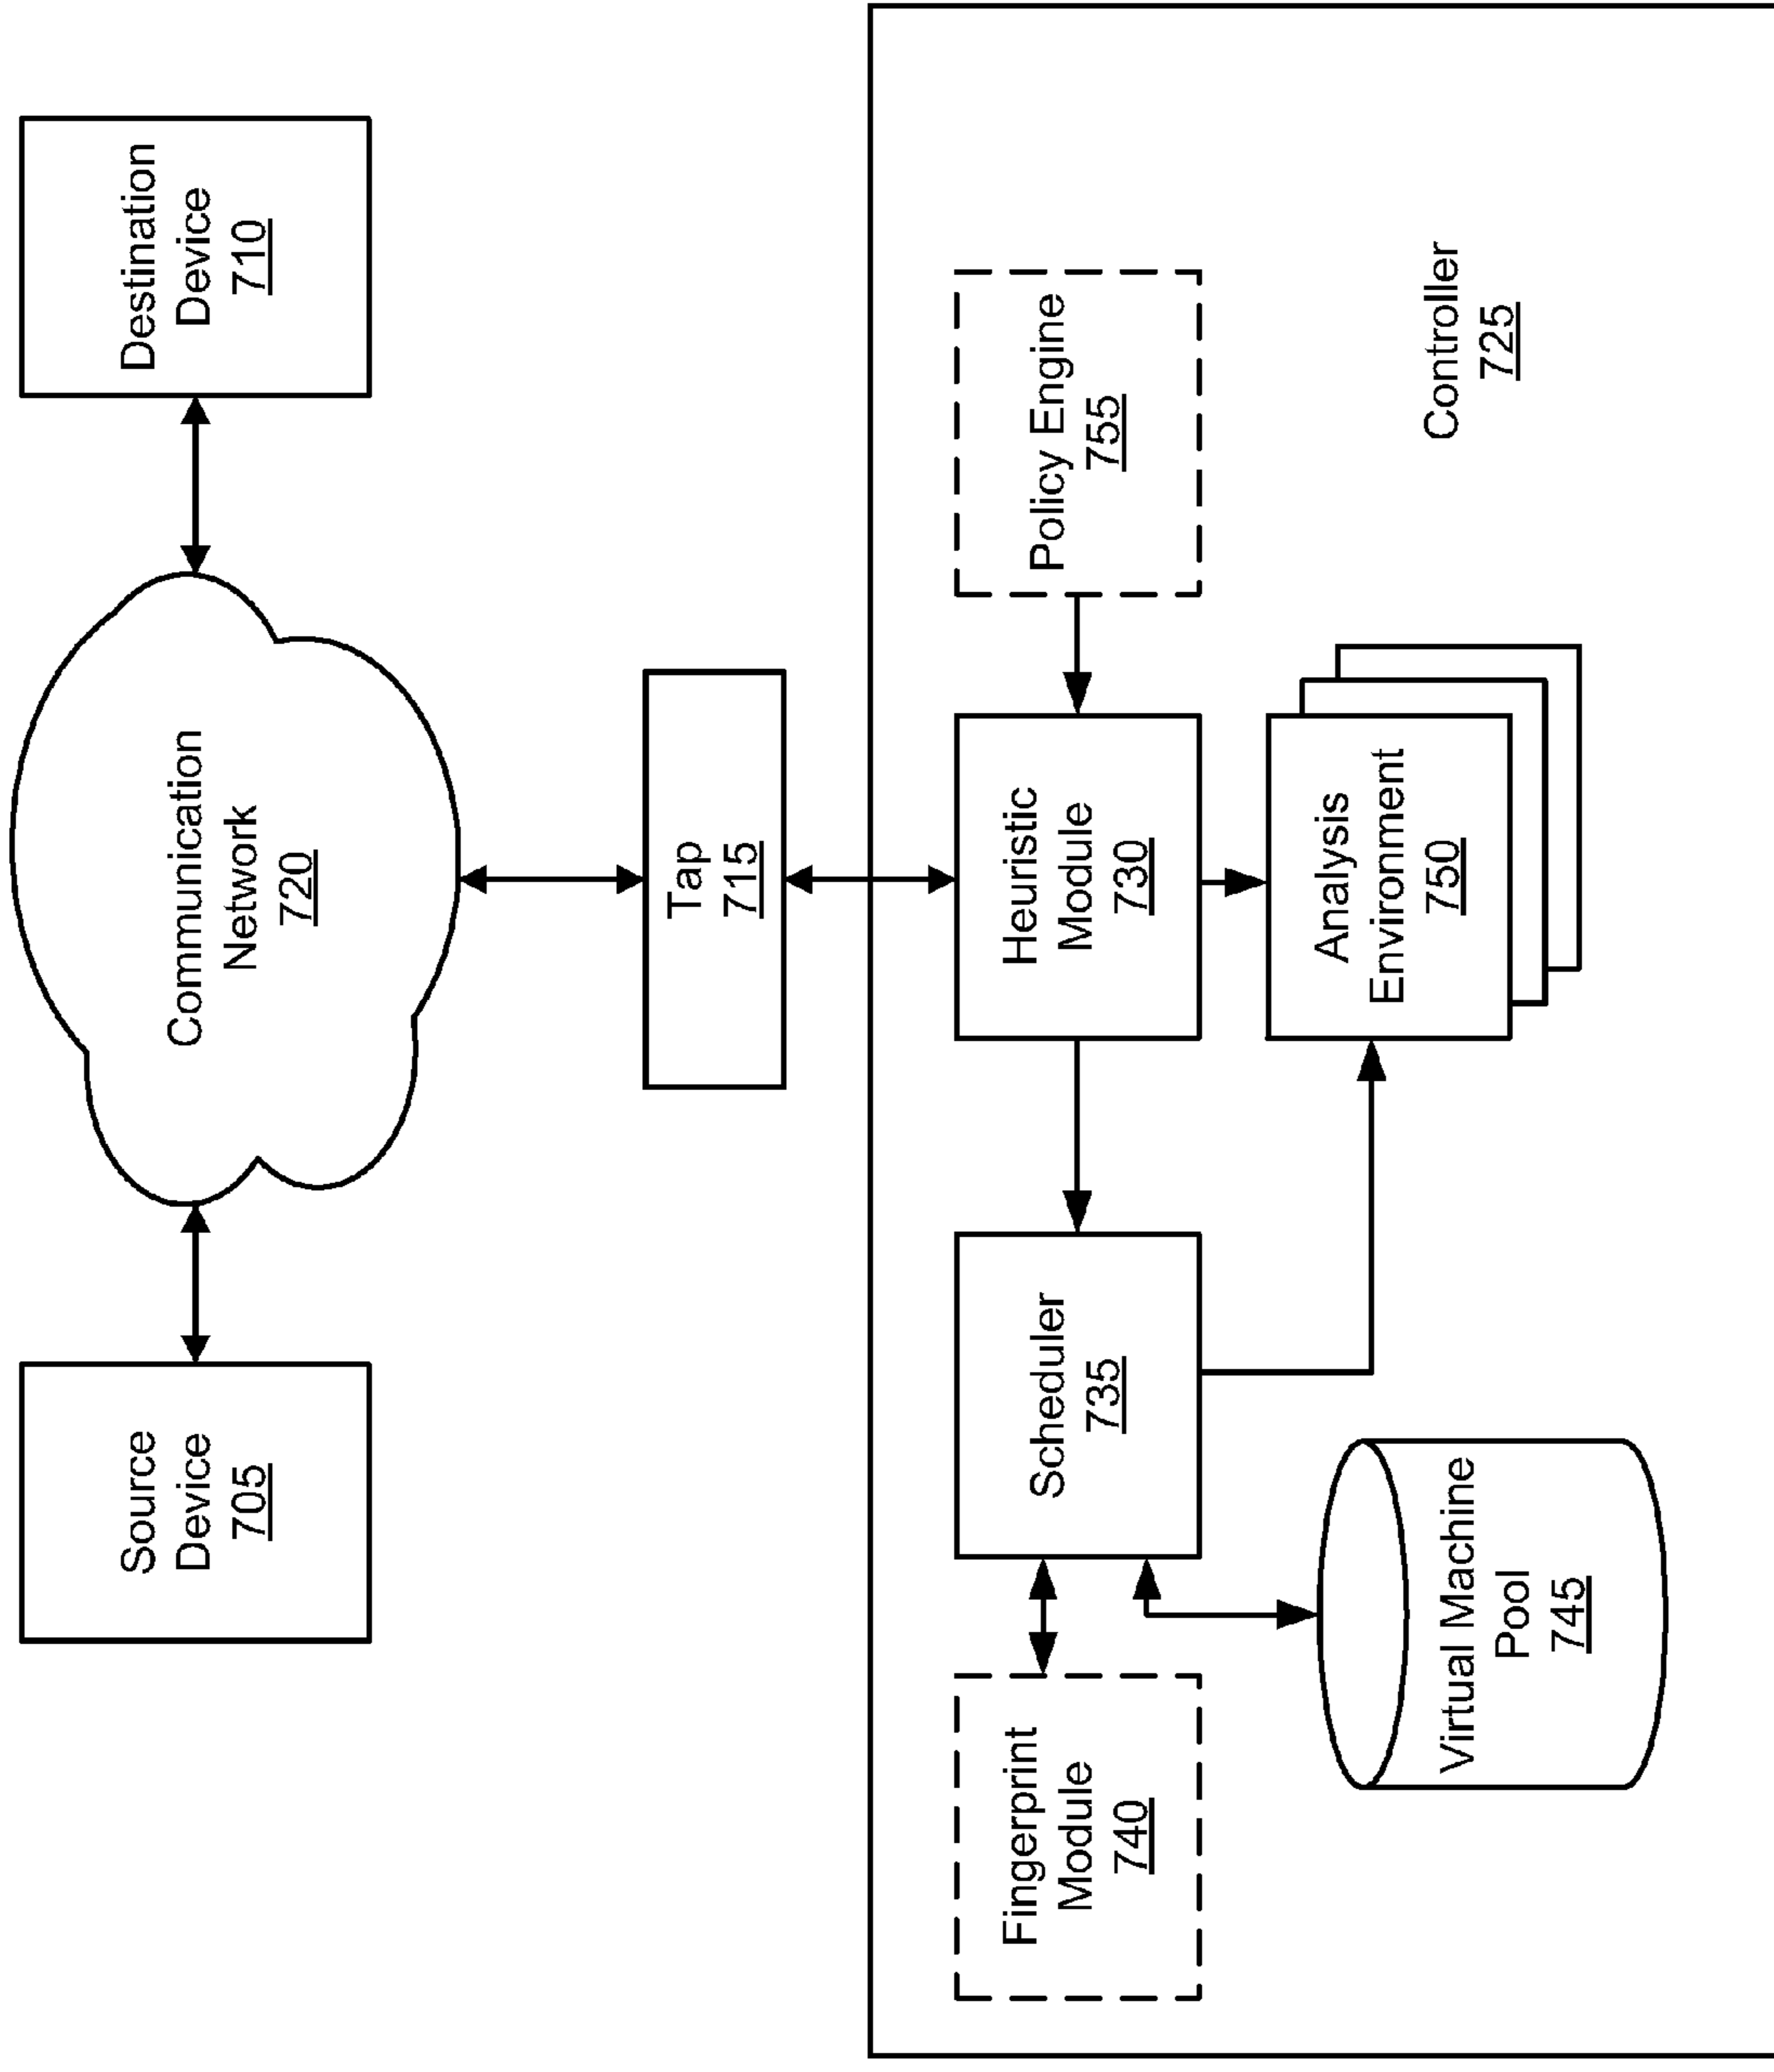 Source
Device
705
Communication
Network
720
Destination
Device
710
Tap
715
Fingerprint
Module
740
Scheduler
735
Heuristic
Module
730
Policy Engine
755
Virtual Machine
Pool
745
Analysis
Environment
750
Controller
725